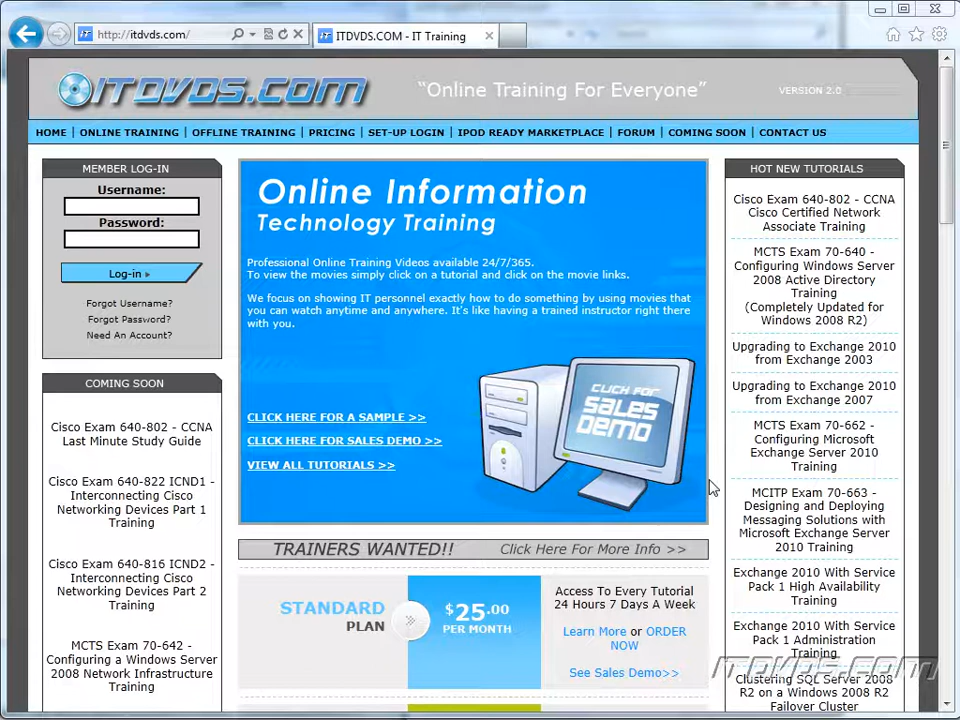 http://itdvds.com/
ITDVDS.COM - IT Training
ITDVDS.COM
“Online Training For Everyone”
VERSION 2.0
HOME | ONLINE TRAINING | OFFLINE TRAINING | PRICING | SET-UP LOGIN | IPOD READY MARKETPLACE | FORUM | COMING SOON | CONTACT US
MEMBER LOG-IN
Username:
Password:
Log-in »
Forgot Username?
Forgot Password?
Need An Account?
COMING SOON
Cisco Exam 640-802 - CCNA
Last Minute Study Guide
Cisco Exam 640-822 ICND1 -
Interconnecting Cisco
Networking Devices Part 1
Training
Cisco Exam 640-816 ICND2 -
Interconnecting Cisco
Networking Devices Part 2
Training
MCTS Exam 70-642 -
Configuring a Windows Server
2008 Network Infrastructure
Training
Online Information
Technology Training
Professional Online Training Videos available 24/7/365.
To view the movies simply click on a tutorial and click on the movie links.
We focus on showing IT personnel exactly how to do something by using movies that
you can watch anytime and anywhere. It's like having a trained instructor right there
with you.
CLICK HERE FOR A SAMPLE >>
CLICK HERE FOR SALES DEMO >>
VIEW ALL TUTORIALS >>
CLICK FOR
SALES
DEMO
TRAINERS WANTED!! Click Here For More Info >>
STANDARD
PLAN
$25.00
PER MONTH
Access To Every Tutorial
24 Hours 7 Days A Week
Learn More or ORDER
NOW
See Sales Demo>>
HOT NEW TUTORIALS
Cisco Exam 640-802 - CCNA
Cisco Certified Network
Associate Training
MCTS Exam 70-640 -
Configuring Windows Server
2008 Active Directory
Training
(Completely Updated for
Windows 2008 R2)
Upgrading to Exchange 2010
from Exchange 2003
Upgrading to Exchange 2010
from Exchange 2007
MCTS Exam 70-662 -
Configuring Microsoft
Exchange Server 2010
Training
MCITP Exam 70-663 -
Designing and Deploying
Messaging Solutions with
Microsoft Exchange Server
2010 Training
Exchange 2010 With Service
Pack 1 High Availability
Training
Exchange 2010 With Service
Pack 1 Administration
Training
Clustering SQL Server 2008
R2 on a Windows 2008 R2
Failover Cluster
ITDVDS.COM